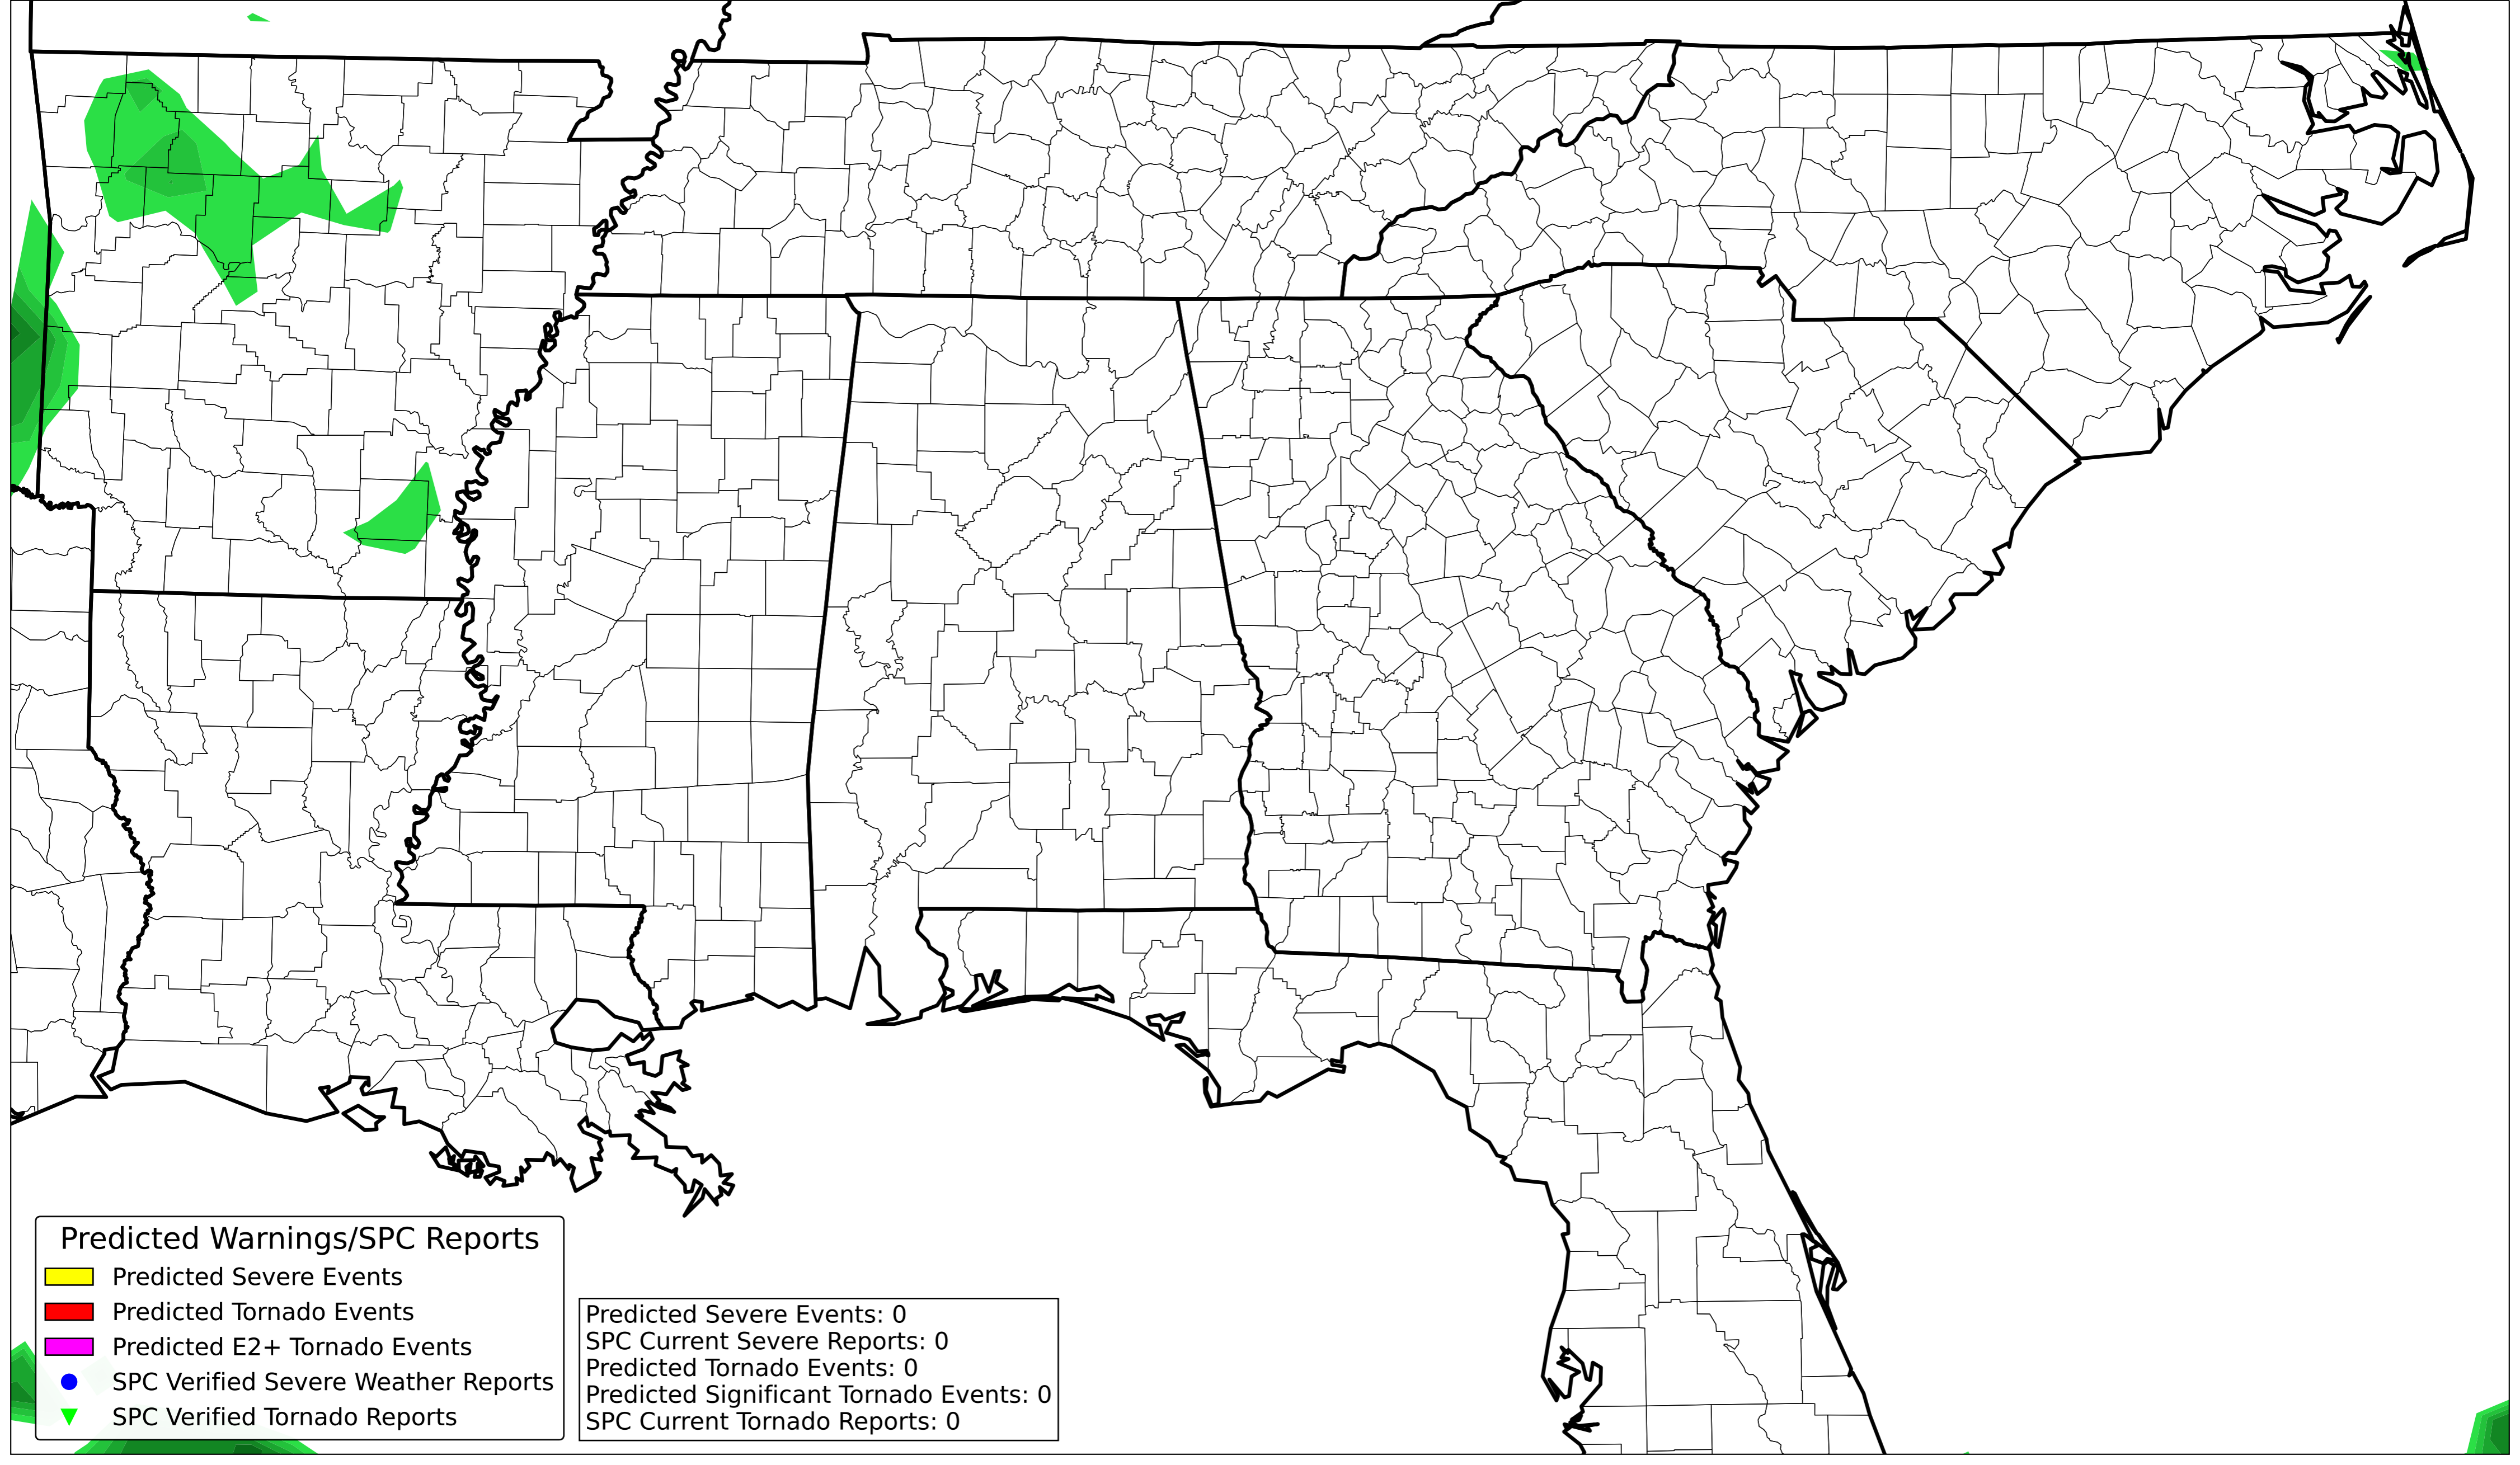 Predicted Warnings/SPC Reports
Predicted Severe Events
Predicted Tornado Events
Predicted E2+ Tornado Events
SPC Verified Severe Weather Reports
SPC Verified Tornado Reports
Predicted Severe Events: 0
SPC Current Severe Reports: 0
Predicted Tornado Events: 0
Predicted Significant Tornado Events: 0
SPC Current Tornado Reports: 0